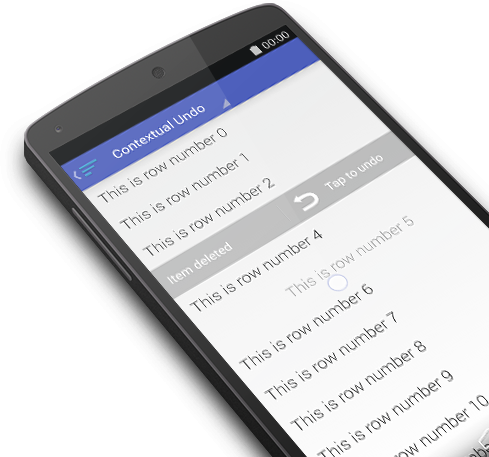 00:00
Contextual Undo
This is row number 0
This is row number 1
This is row number 2
Item deleted Tap to undo
This is row number 4
This is row number 5
This is row number 6
This is row number 7
This is row number 8
This is row number 9
row number 10